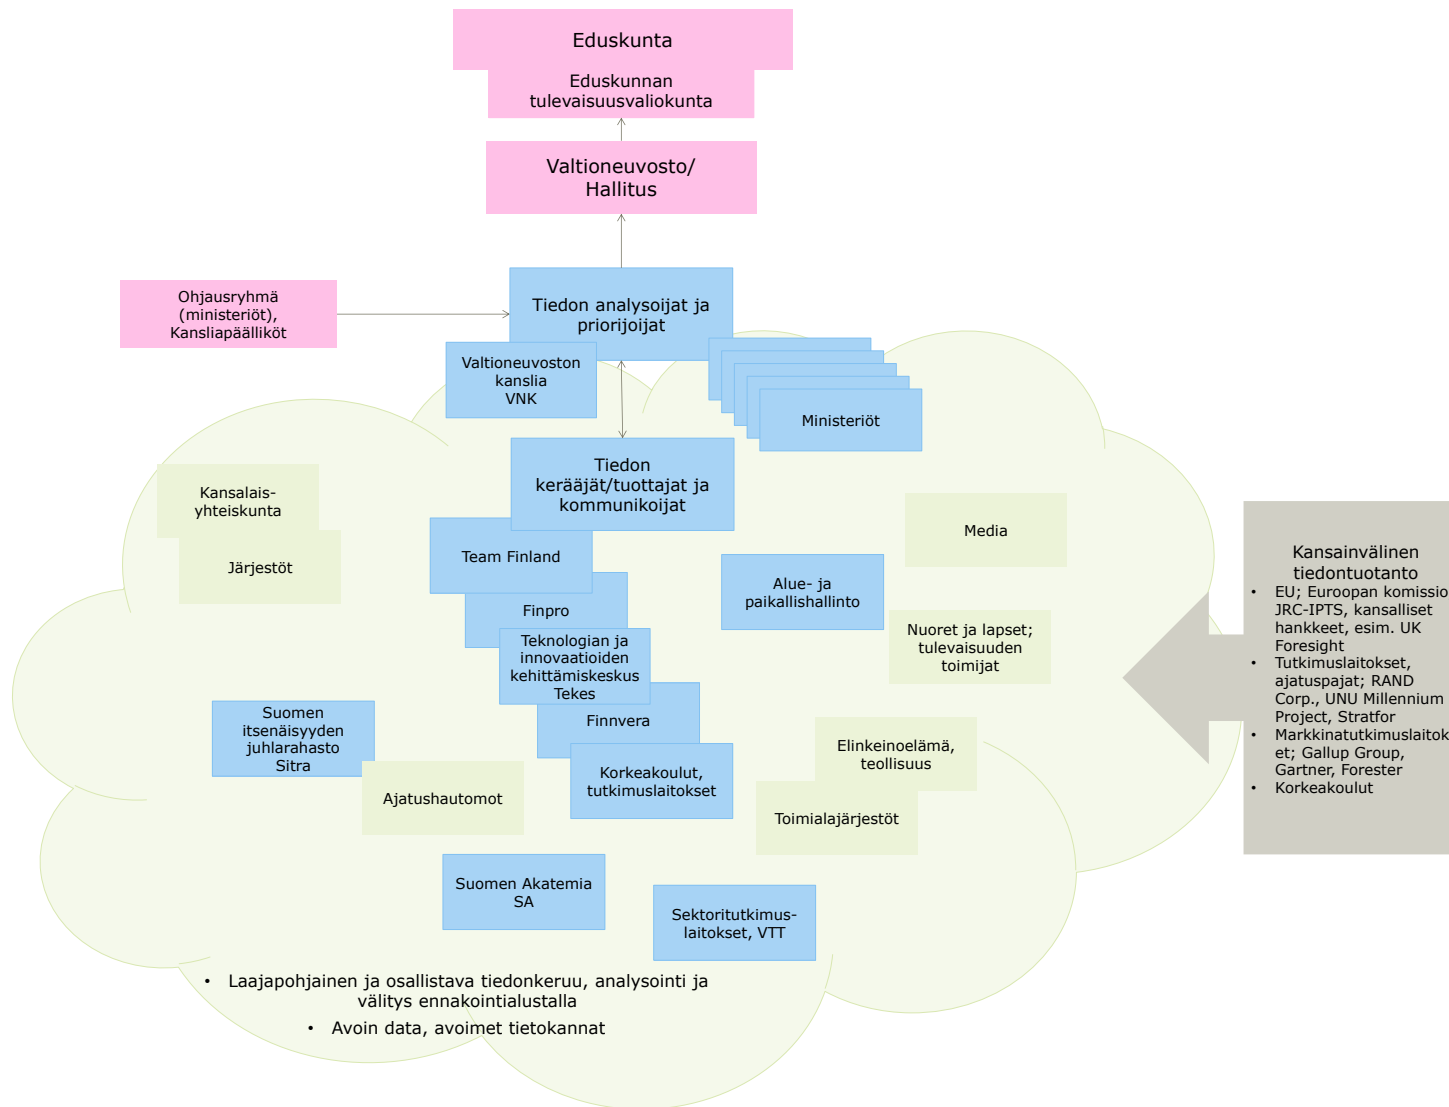 Eduskunta
Eduskunnan
tulevaisuusvaliokunta
Valtioneuvosto/
Hallitus
Ohjausryhmä
(ministeriöt),
Kansliapäälliköt
Tiedon analysoijat ja
priorijoijat
Valtioneuvoston
kanslia
VNK
Ministeriöt
Tiedon
kerääjät/tuottajat ja
kommunikoijat
Kansalais-
yhteiskunta
Järjestöt
Team Finland
Finpro
Teknologian ja
innovaatioiden
kehittämiskeskus
Tekes
Finnvera
Korkeakoulut,
tutkimuslaitokset
Alue- ja
paikallishallinto
Media
Nuoret ja lapset;
tulevaisuuden
toimijat
Elinkeinoelämä,
teollisuus
Toimialajärjestöt
Suomen
itsenäisyyden
juhlarahasto
Sitra
Ajatushautomot
Suomen Akatemia
SA
Sektoritutkimus-
laitokset, VTT
Kansainvälinen
tiedontuotanto
• EU; Euroopan komissio
JRC-IPTS, kansalliset
hankkeet, esim. UK
Foresight
• Tutkimuslaitokset,
ajatuspajat; RAND
Corp., UNU Millennium
Project, Stratfor
• Markkinatutkimuslaitok
et; Gallup Group,
Gartner, Forester
• Korkeakoulut
• Laajapohjainen ja osallistava tiedonkeruu, analysointi ja
välitys ennakointialustalla
• Avoin data, avoimet tietokannat